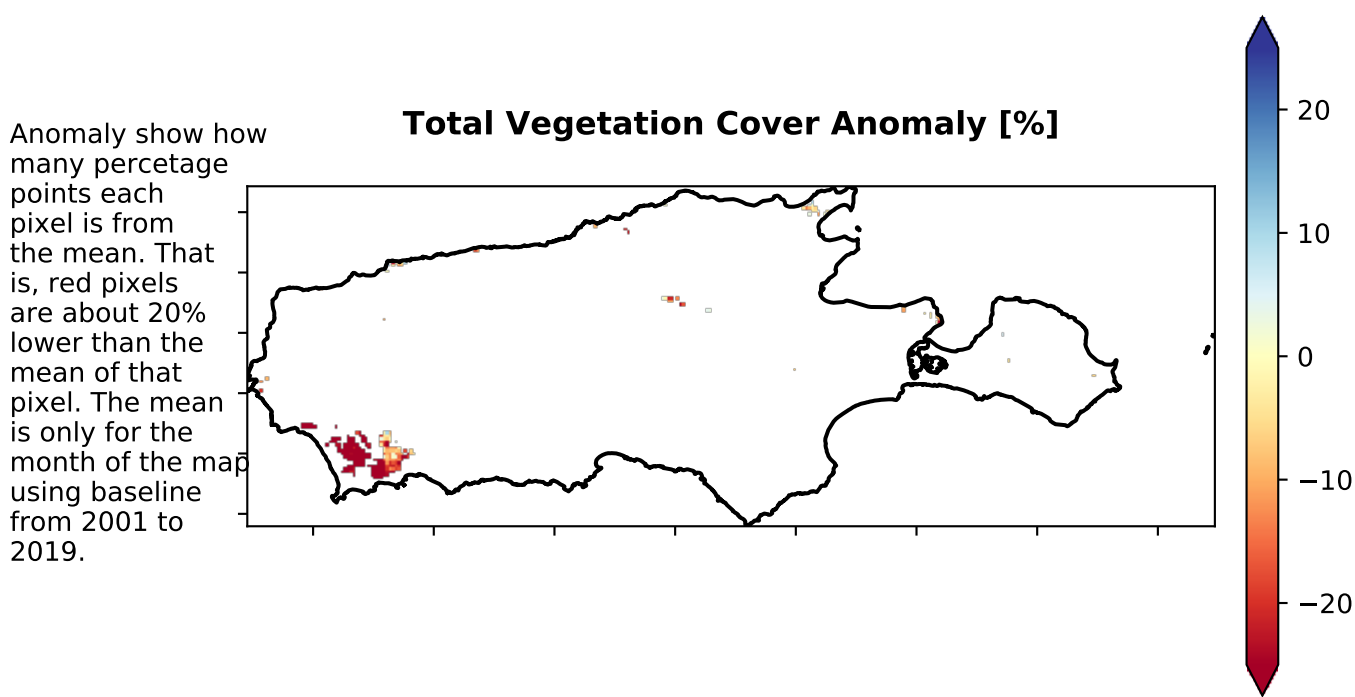 Total Vegetation Cover Anomaly [%]
Anomaly show how
many percetage
points each
pixel is from
the mean. That
is, red pixels
are about 20%
lower than the
mean of that
pixel. The mean
is only for the
month of the map
using baseline
from 2001 to
2019.
20
10
0
−10
−20